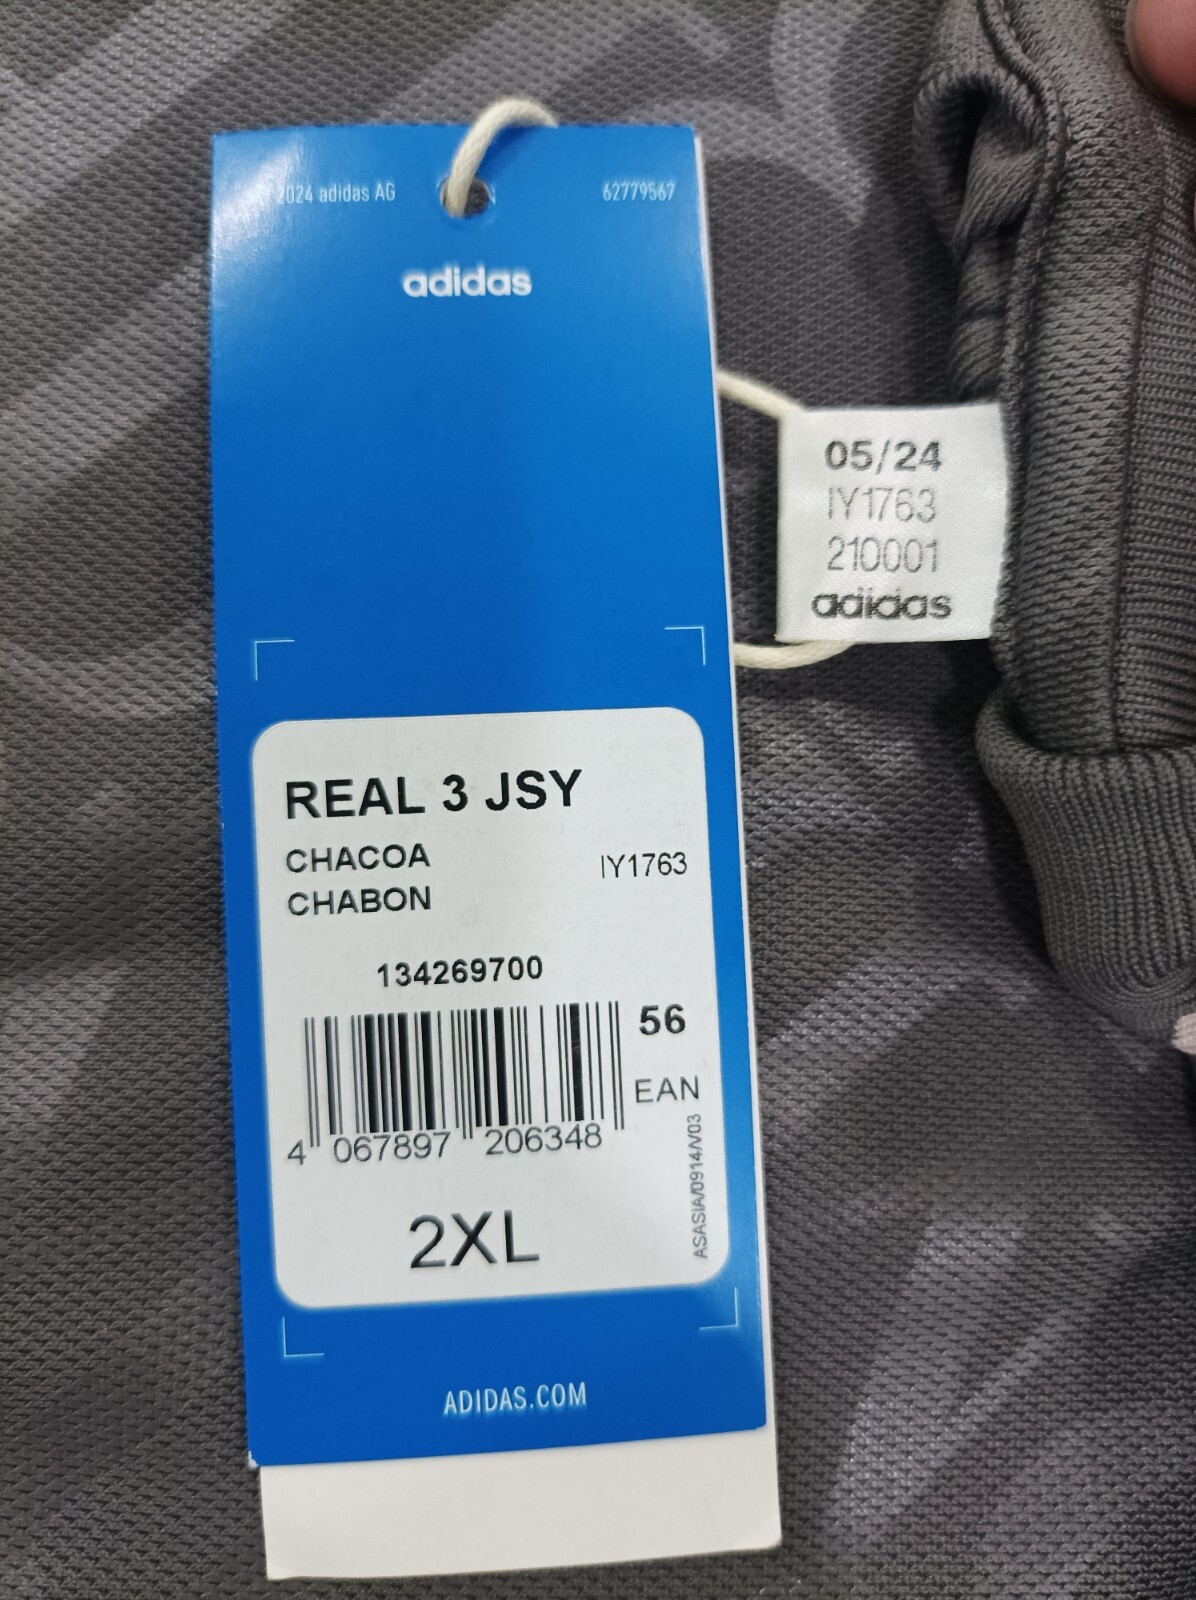 2024 adidas AG
62779567
adidas
05/24
IY1763
210001
adidas
REAL 3 JSY
CHACOA
IY1763
CHABON
134269700
56
EAN
4 067897 206348
ASASIA/0914/V03
2XL
ADIDAS.COM